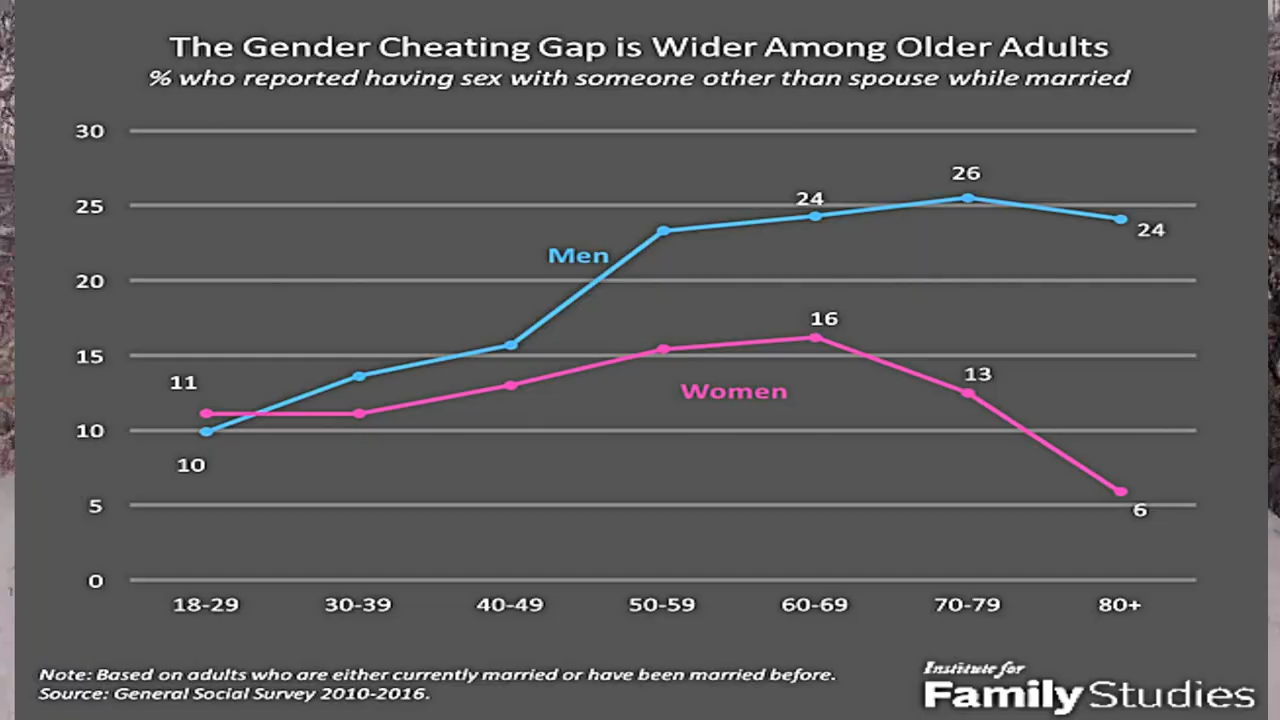 The Gender Cheating Gap is Wider Among Older Adults
% who reported having sex with someone other than spouse while married
30
26
24
25
24
Men
20
16
15
11
13
Women
10
10
5
6
0
18-29 30-39 40-49 50-59 60-69 70-79 80+
Note: Based on adults who are either currently married or have been married before.
Source: General Social Survey 2010-2016.
Institute for
Family Studies